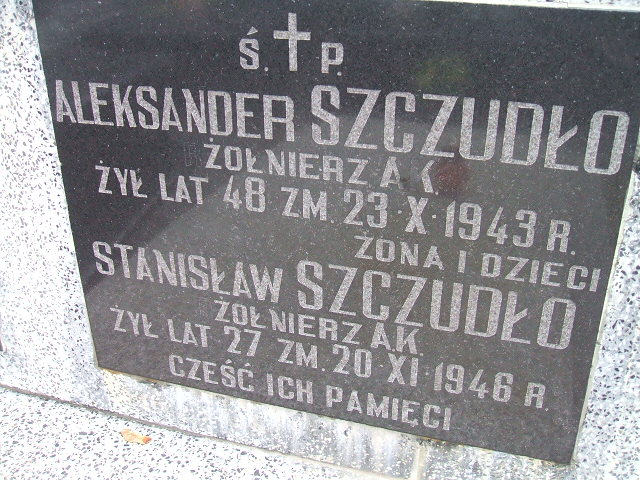 Ś. P.
ALEKSANDER SZCZUDŁO
ŻOŁNIERZ A.K.
ŻYŁ LAT 48 ZM. 23·X·1943 R.
ŻONA I DZIECI
STANISŁAW SZCZUDŁO
ŻOŁNIERZ A.K.
ŻYŁ LAT 27 ZM. 20 XI·1946 R.
CZEŚĆ ICH PAMIĘCI